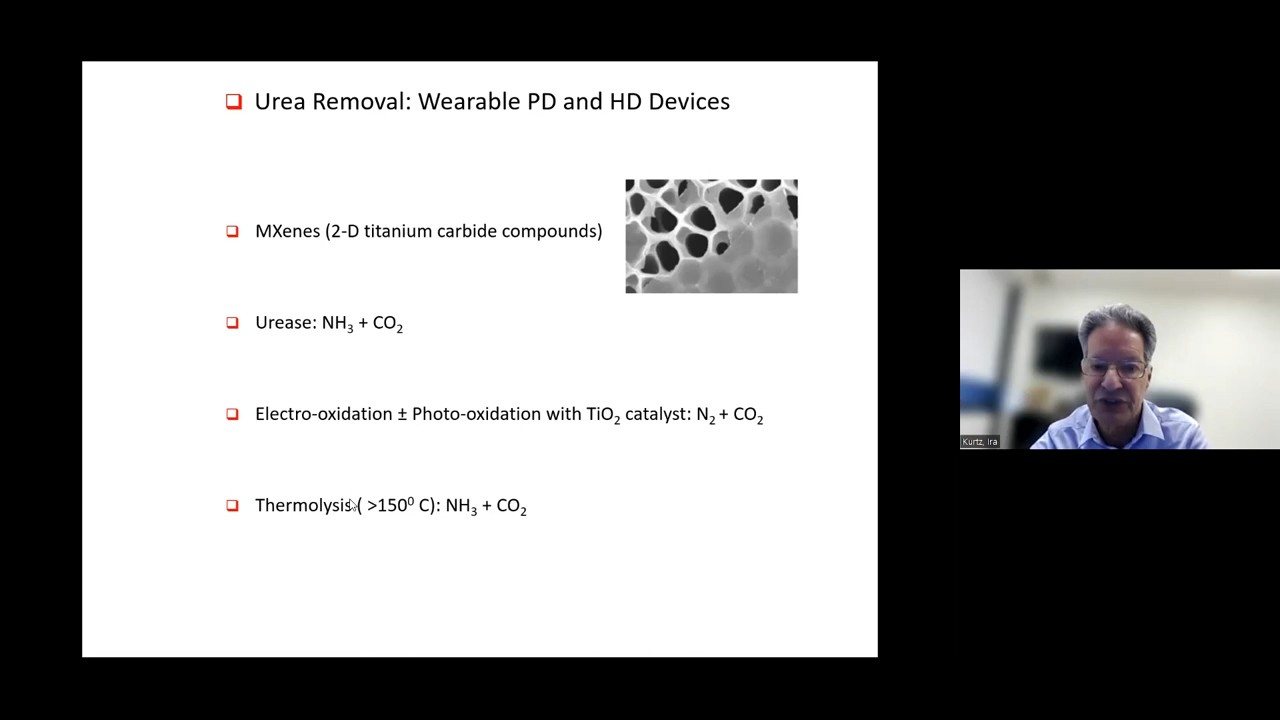 Urea Removal: Wearable PD and HD Devices
MXenes (2-D titanium carbide compounds)
Urease: NH₃ + CO₂
Electro-oxidation ± Photo-oxidation with TiO₂ catalyst: N₂ + CO₂
Thermolysis ( >150⁰ C): NH₃ + CO₂
Kurtz, Ira